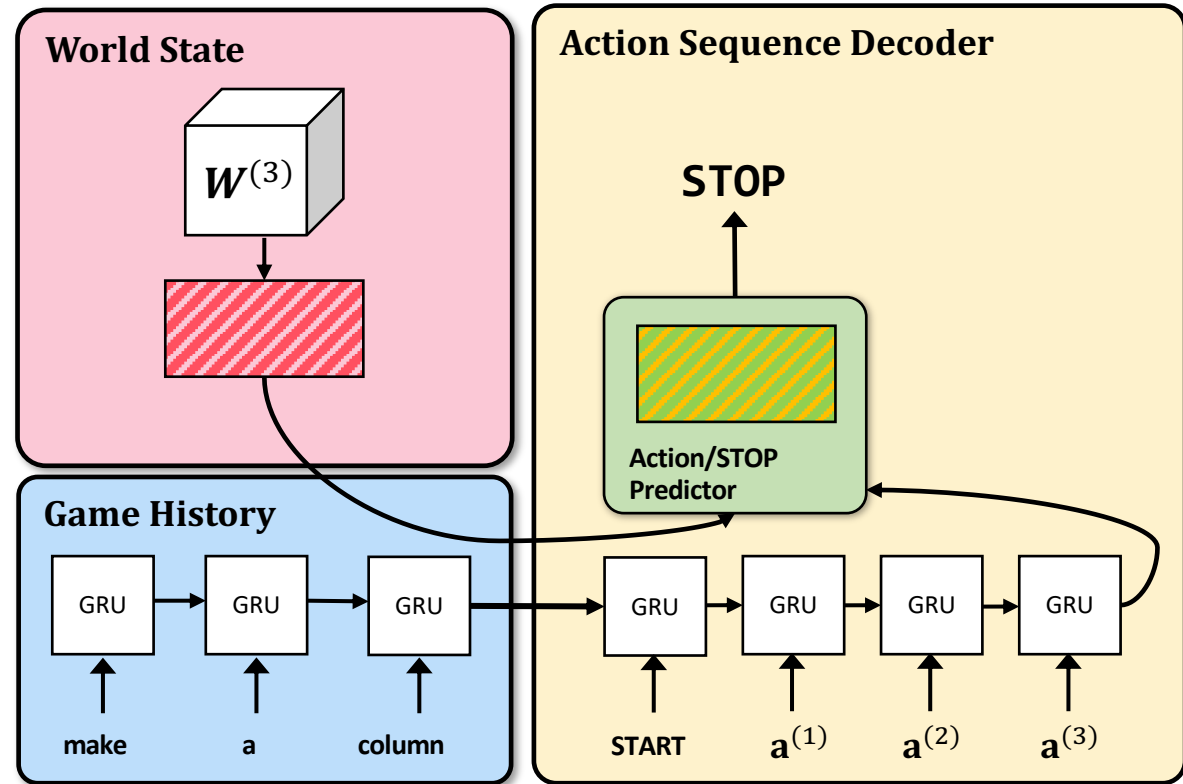 World State
W^(3)
Game History
GRU GRU GRU
make a column
Action Sequence Decoder
STOP
Action/STOP
Predictor
GRU GRU GRU GRU
START a^(1) a^(2) a^(3)